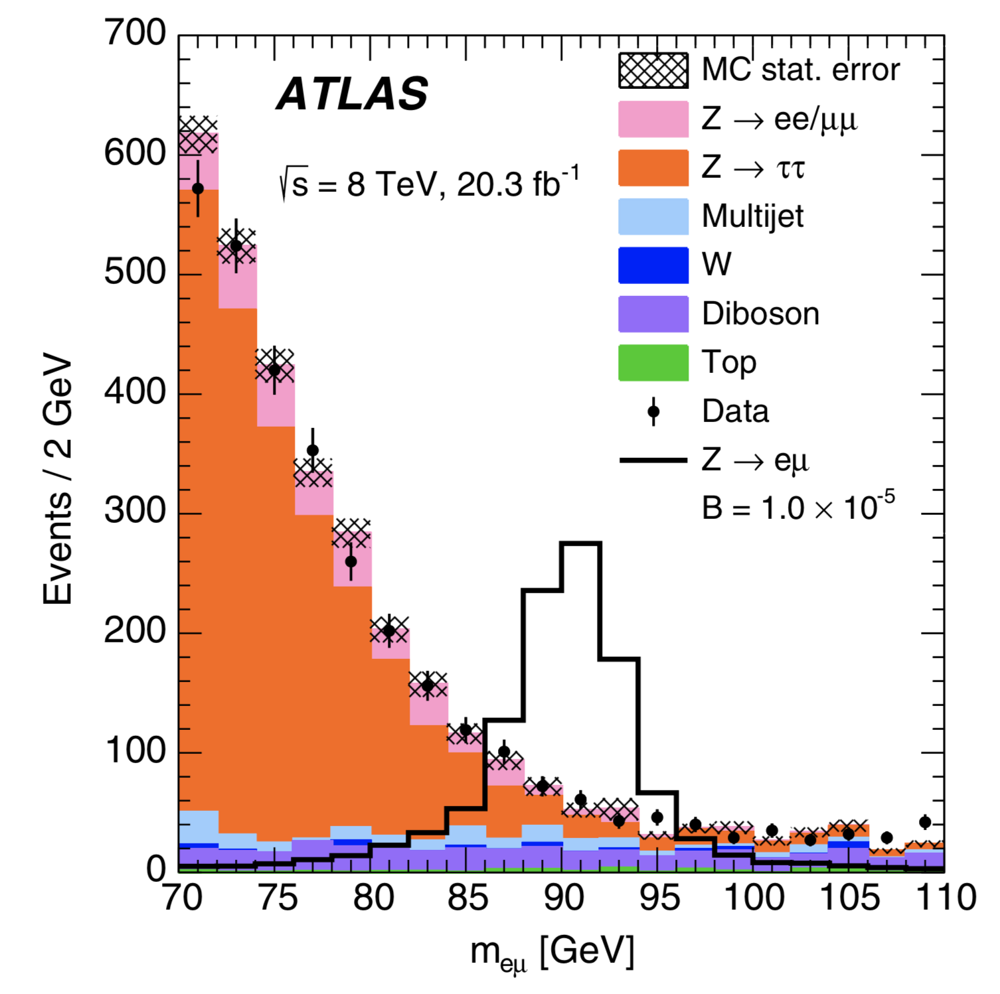 700
600
500
400
300
200
100
0
Events / 2 GeV
ATLAS
√s = 8 TeV, 20.3 fb⁻¹
MC stat. error
Z → ee/μμ
Z → ττ
Multijet
W
Diboson
Top
Data
Z → eμ
B = 1.0 × 10⁻⁵
70 75 80 85 90 95 100 105 110
m_eμ [GeV]